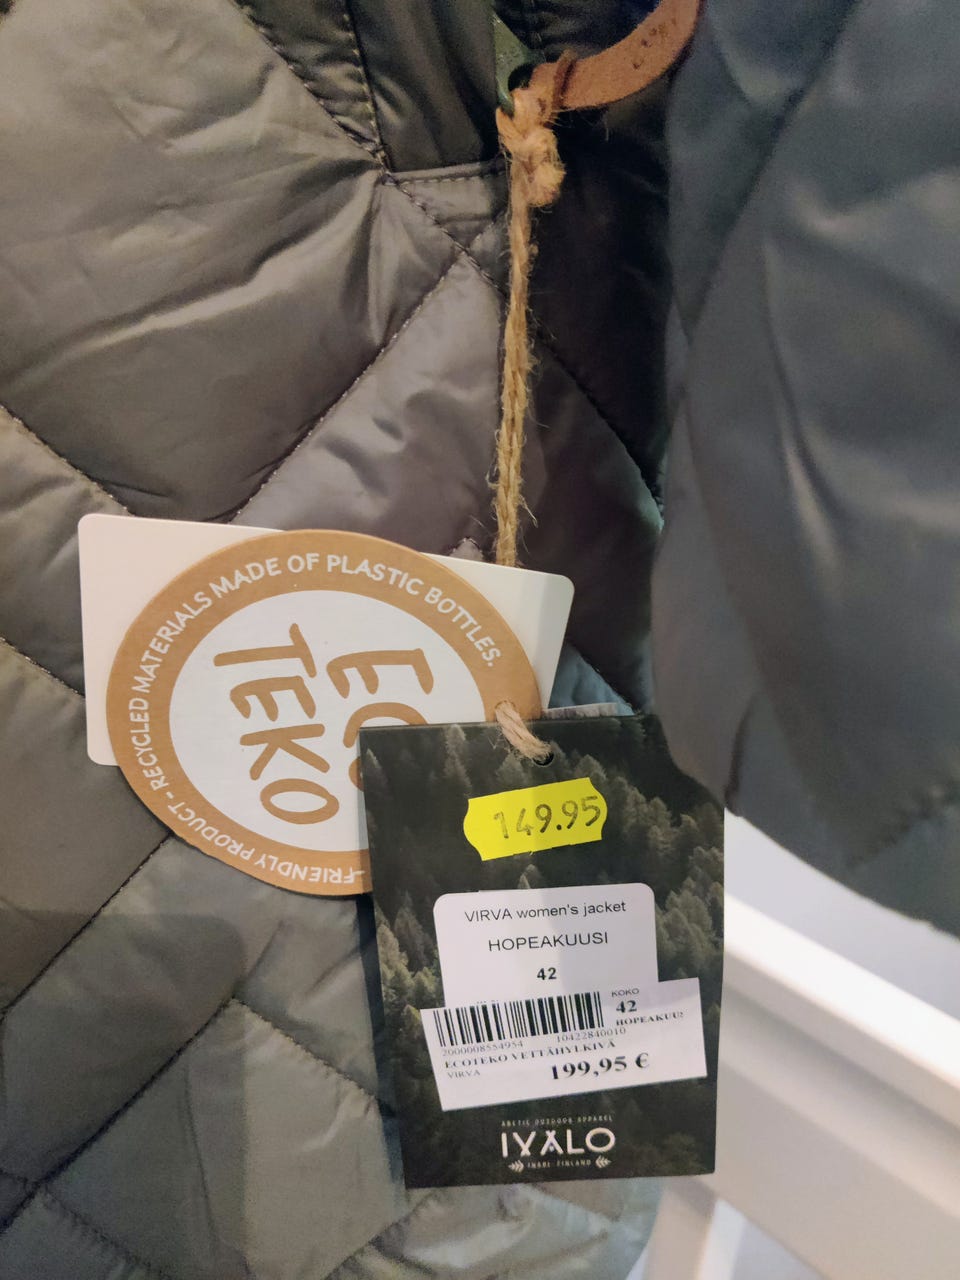 -FRIENDLY PRODUCT - RECYCLED MATERIALS MADE OF PLASTIC BOTTLES.
TEKO
149.95
VIRVA women's jacket
HOPEAKUUSI
42
KOKO
42
HOPEAKUU
2000008554954
10422840010
ECOTEKO VETTÄHYLKIVÄ
VIRVA
199,95 €
ARCTIC OUTDOOR APPAREL
IVALO
INARI FINLAND